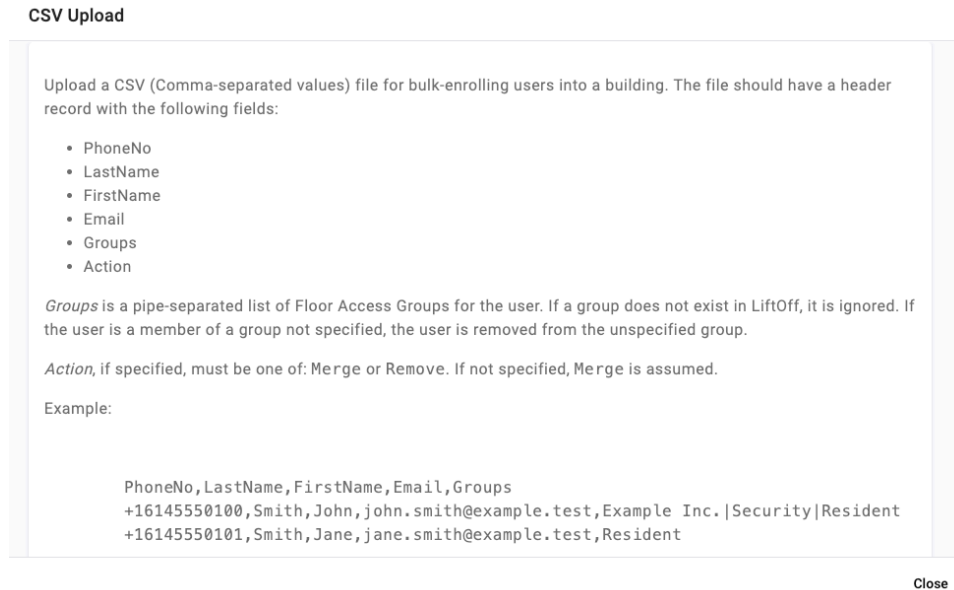 CSV Upload
Upload a CSV (Comma-separated values) file for bulk-enrolling users into a building. The file should have a header
record with the following fields:
• PhoneNo
• LastName
• FirstName
• Email
• Groups
• Action
Groups is a pipe-separated list of Floor Access Groups for the user. If a group does not exist in LiftOff, it is ignored. If
the user is a member of a group not specified, the user is removed from the unspecified group.
Action, if specified, must be one of: Merge or Remove. If not specified, Merge is assumed.
Example:
PhoneNo,LastName,FirstName,Email,Groups
+16145550100,Smith,John,john.smith@example.test,Example Inc.|Security|Resident
+16145550101,Smith,Jane,jane.smith@example.test,Resident
Close